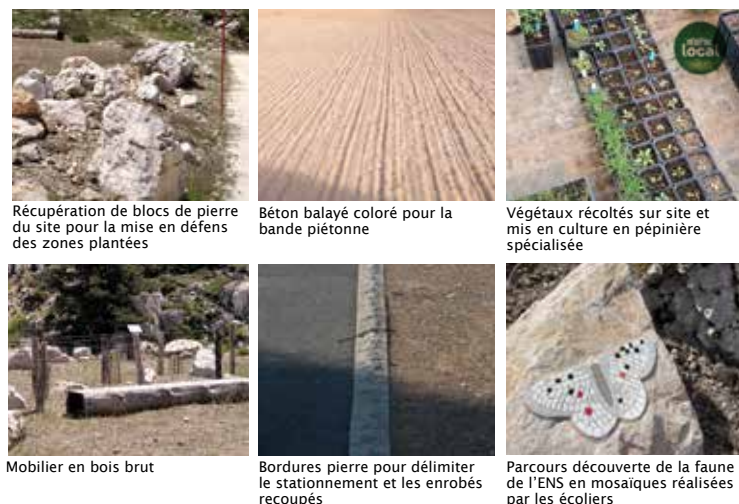 local
Récupération de blocs de pierre
du site pour la mise en défens
des zones plantées
Béton balayé coloré pour la
bande piétonne
Végétaux récoltés sur site et
mis en culture en pépinière
spécialisée
Mobilier en bois brut
Bordures pierre pour délimiter
le stationnement et les enrobés
recoupés
Parcours découverte de la faune
de l'ENS en mosaïques réalisées
par les écoliers